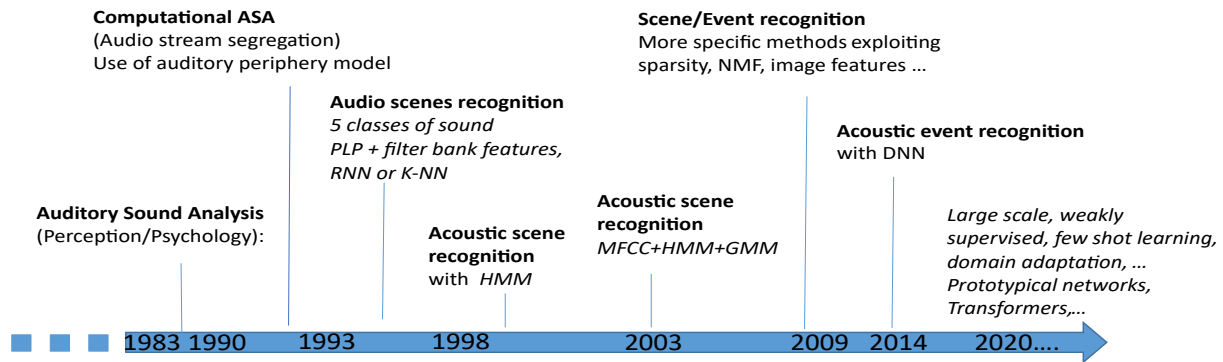 Computational ASA
(Audio stream segregation)
Use of auditory periphery model
Scene/Event recognition
More specific methods exploiting
sparsity, NMF, image features ...
Audio scenes recognition
5 classes of sound
PLP + filter bank features,
RNN or K-NN
Acoustic event recognition
with DNN
Auditory Sound Analysis
(Perception/Psychology):
Acoustic scene
recognition
with HMM
Acoustic scene
recognition
MFCC+HMM+GMM
Large scale, weakly
supervised, few shot learning,
domain adaptation, ...
Prototypical networks,
Transformers,...
1983 1990 1993 1998 2003 2009 2014 2020....